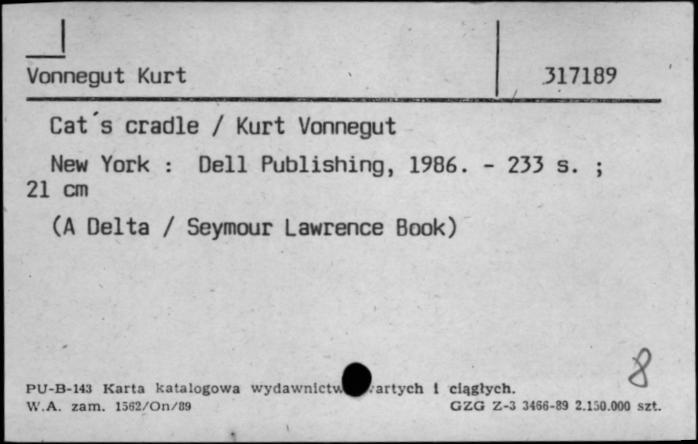 Vonnegut Kurt 317189
Cat´s cradle / Kurt Vonnegut
New York : Dell Publishing, 1986. - 233 s. ;
21 cm
(A Delta / Seymour Lawrence Book)
8
PU-B-143 Karta katalogowa wydawnictw artych i ciągłych.
W.A. zam. 1562/On/89 GZG Z-3 3466-89 2.150.000 szt.